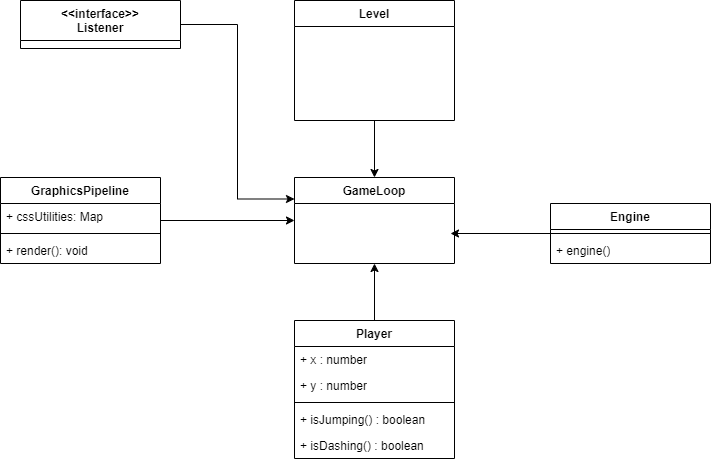 <<interface>>
Listener
Level
GraphicsPipeline
+ cssUtilities: Map
+ render(): void
GameLoop
Engine
+ engine()
Player
+ x : number
+ y : number
+ isJumping() : boolean
+ isDashing() : boolean